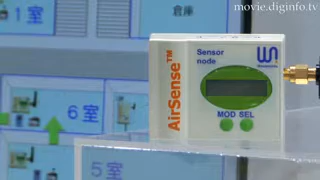 movie.diginfo.tv
1室
倉庫
AirSense™
Sensor
node
MOD SEL
6室
5室